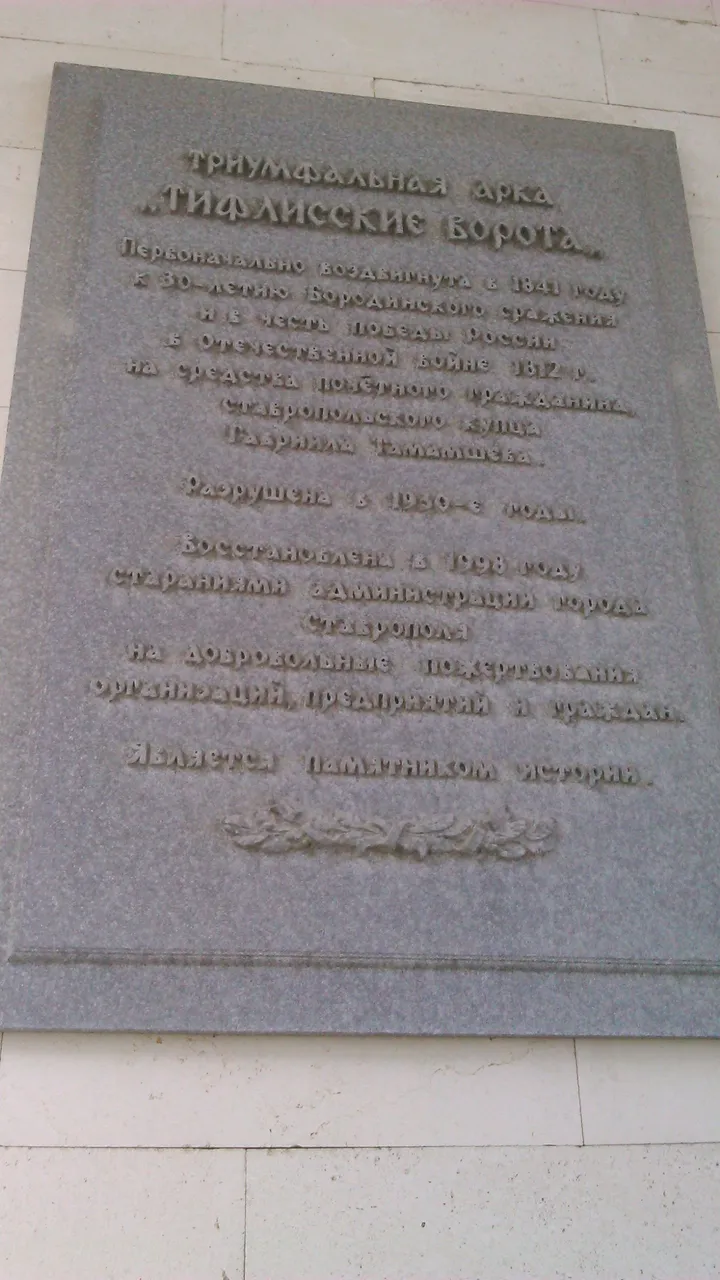 Триумфальная арка
„Тифлисские ворота„
Первоначально воздвигнута в 1841 году
к 30-летию Бородинского сражения
и в честь победы России
в Отечественной войне 1812 г.
на средства почётного гражданина,
ставропольского купца
Гавриила Тамамшева.
Разрушена в 1930-е годы.
Восстановлена в 1998 году
стараниями администрации города
Ставрополя
на добровольные пожертвования
организаций, предприятий и граждан.
Является памятником истории.